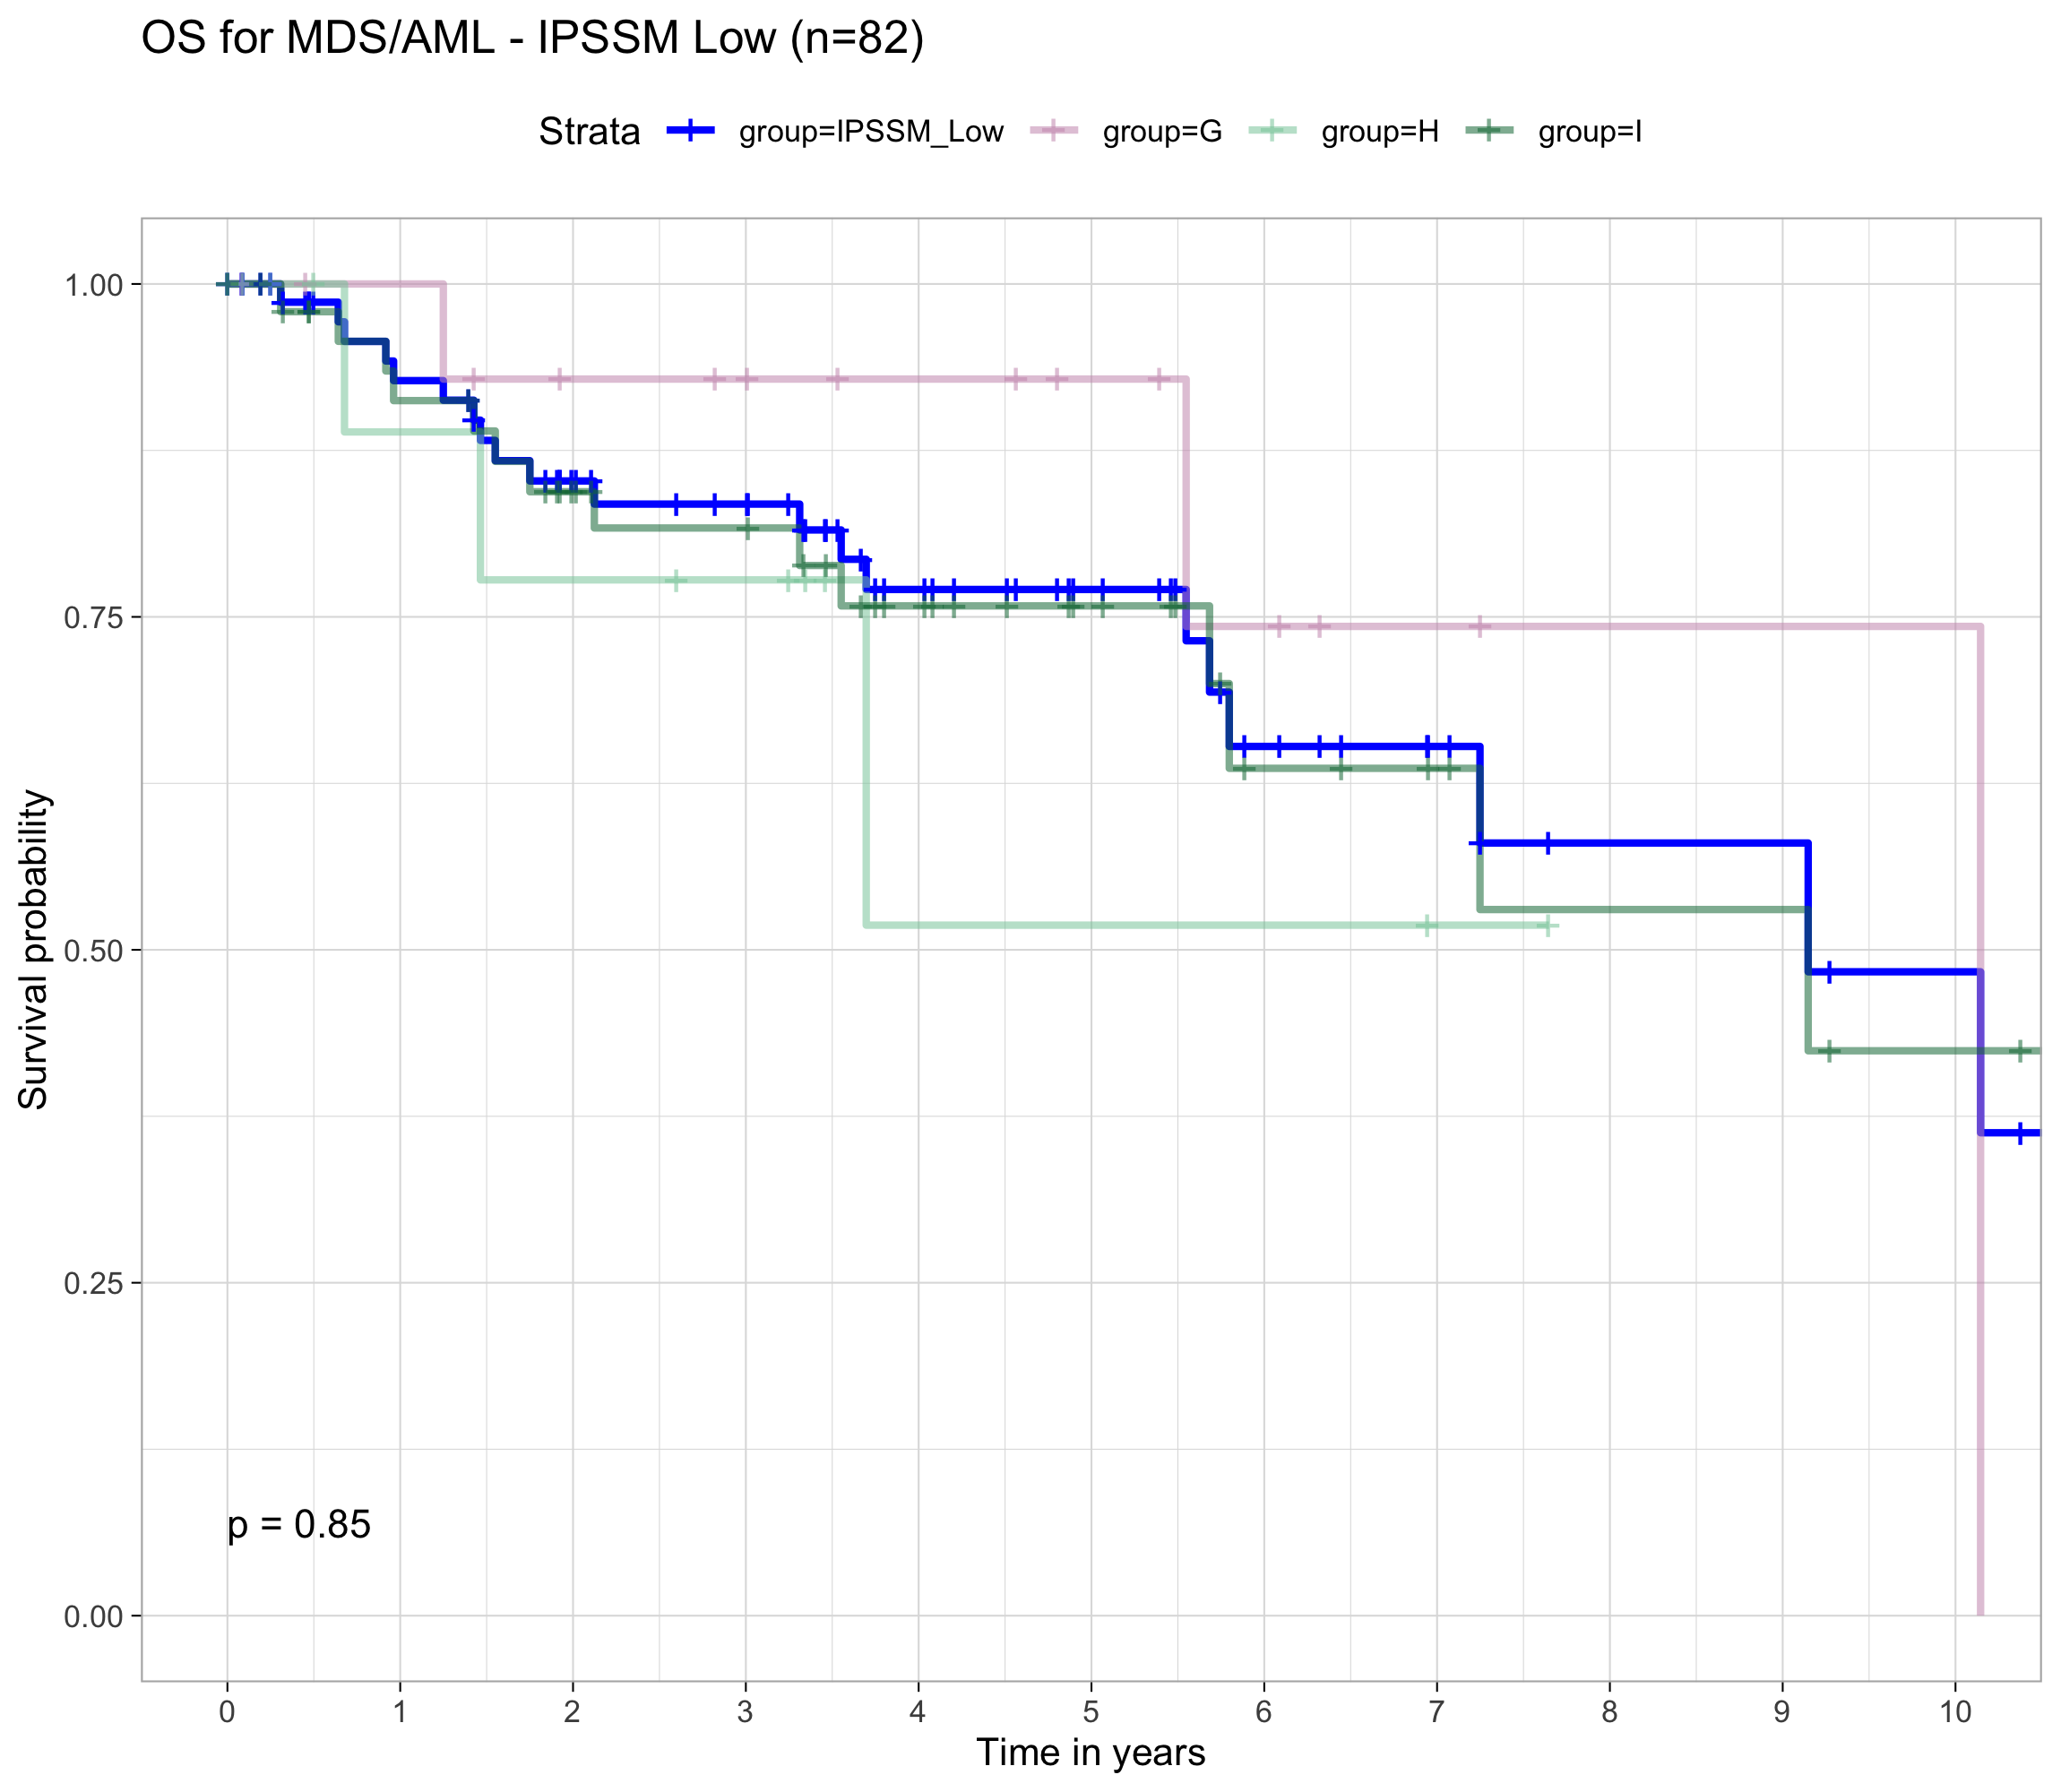 OS for MDS/AML - IPSSM Low (n=82)
Strata group=IPSSM_Low group=G group=H group=I
1.00
0.75
0.50
0.25
0.00
Survival probability
p = 0.85
0 1 2 3 4 5 6 7 8 9 10
Time in years